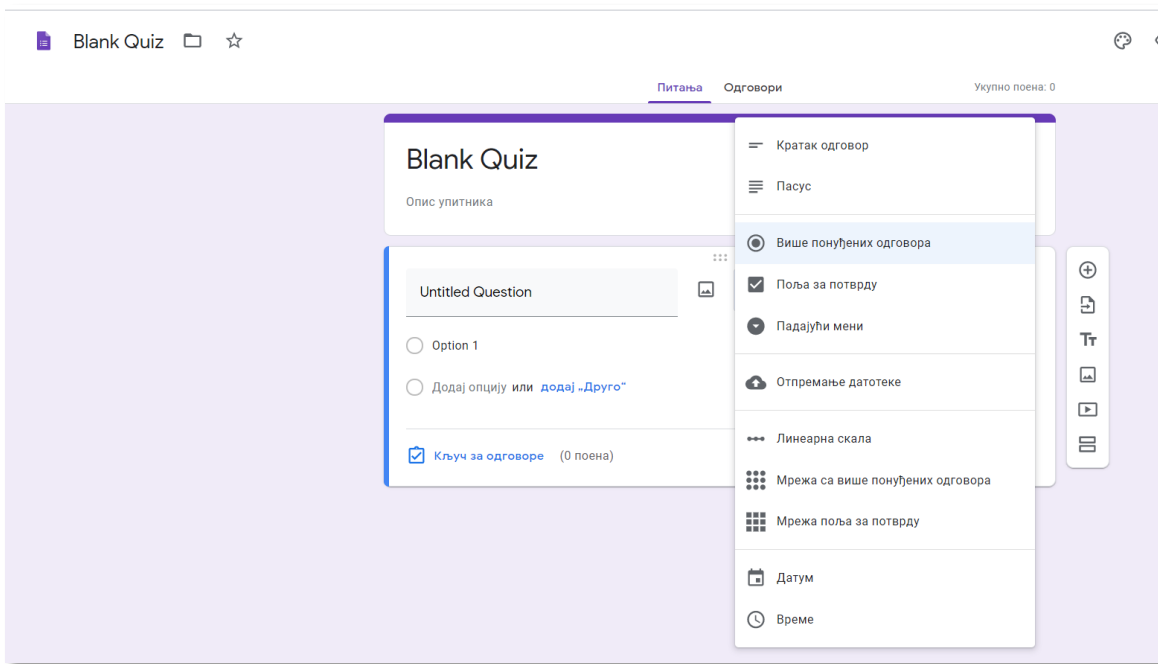 Blank Quiz
Питања Одговори Укупно поена: 0
Blank Quiz
Опис упитника
Untitled Question
Option 1
Додај опцију или додај „Друго”
Кључ за одговоре (0 поена)
Кратак одговор
Пасус
Више понуђених одговора
Поља за потврду
Падајући мени
Отпремање датотеке
Линеарна скала
Мрежа са више понуђених одговора
Мрежа поља за потврду
Датум
Време
Тт